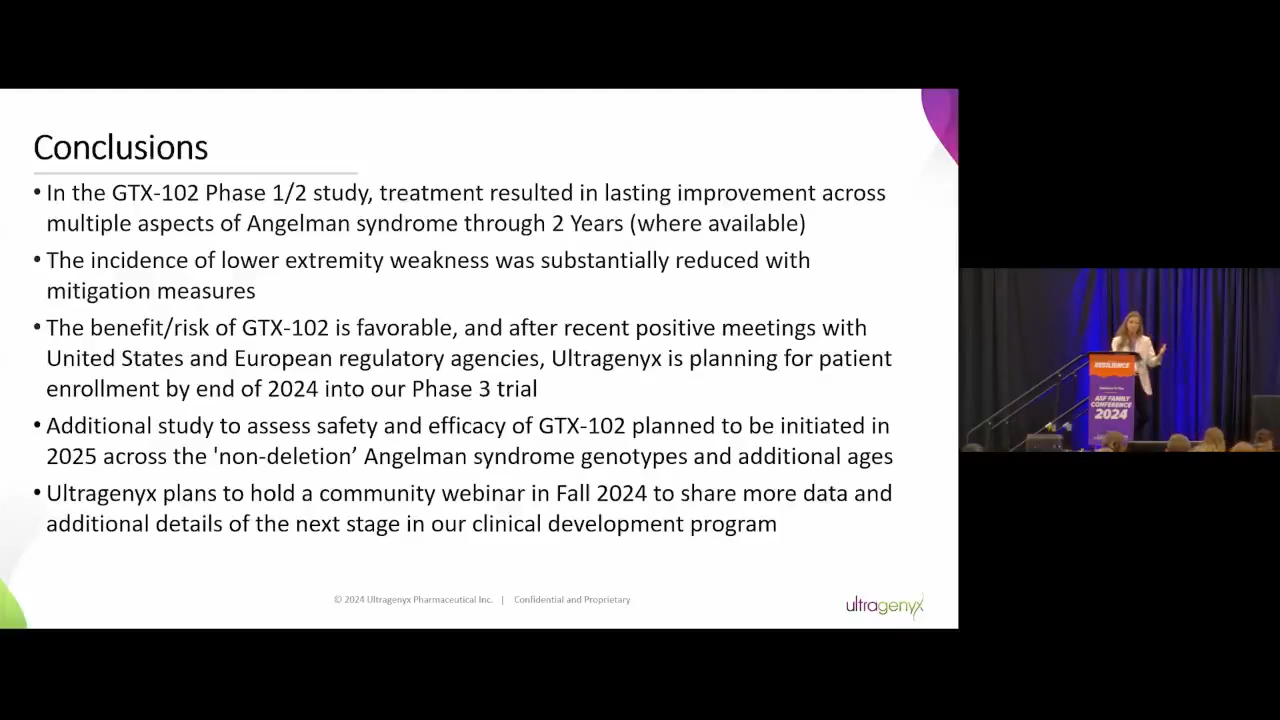 Conclusions
• In the GTX-102 Phase 1/2 study, treatment resulted in lasting improvement across
multiple aspects of Angelman syndrome through 2 Years (where available)
• The incidence of lower extremity weakness was substantially reduced with
mitigation measures
• The benefit/risk of GTX-102 is favorable, and after recent positive meetings with
United States and European regulatory agencies, Ultragenyx is planning for patient
enrollment by end of 2024 into our Phase 3 trial
• Additional study to assess safety and efficacy of GTX-102 planned to be initiated in
2025 across the 'non-deletion’ Angelman syndrome genotypes and additional ages
• Ultragenyx plans to hold a community webinar in Fall 2024 to share more data and
additional details of the next stage in our clinical development program
© 2024 Ultragenyx Pharmaceutical Inc. | Confidential and Proprietary
ultragenyx
RESILIENCE
ASF FAMILY
CONFERENCE
2024